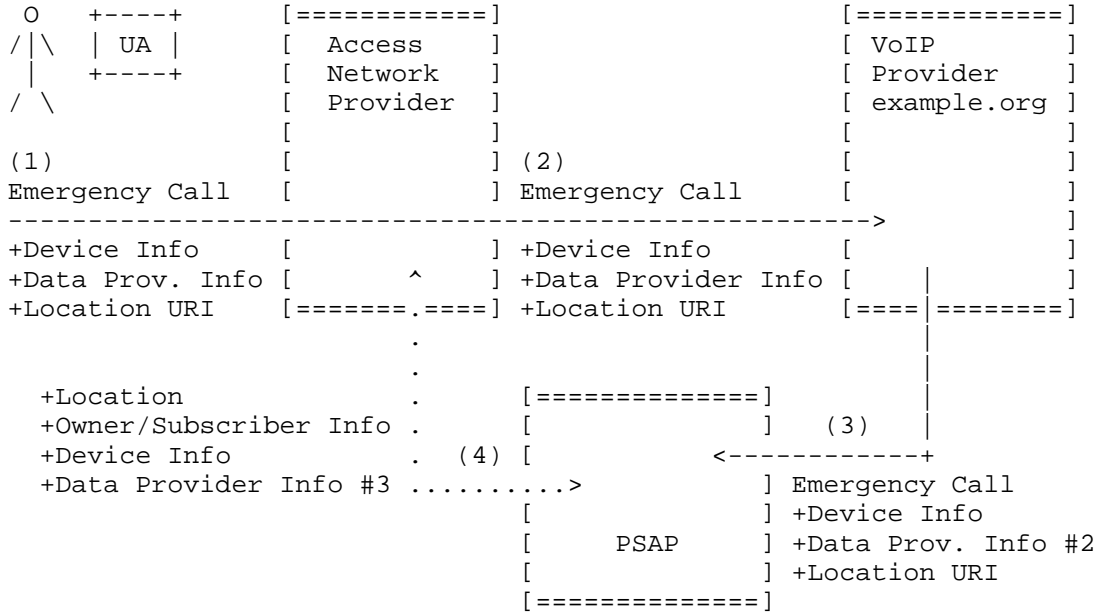 O   +----+      [=============]                      [=============]
/|\  | UA |      [  Access     ]                      [ VoIP        ]
 |   +----+      [  Network    ]                      [ Provider    ]
/ \              [  Provider   ]                      [ example.org ]
                 [             ]                      [             ]
(1)              [             ] (2)                  [             ]
Emergency Call   [             ] Emergency Call       [             ]
------------------------------------------------------>             ]
+Device Info     [             ] +Device Info         [             ]
+Data Prov. Info [       ^     ] +Data Provider Info  [    |        ]
+Location URI    [=======.====] +Location URI         [====|========]
                         .                                 |
                         .                                 |
  +Location              .       [==============]          |
  +Owner/Subscriber Info .       [              ]   (3)    |
  +Device Info           .  (4)  [           <------------+
  +Data Provider Info #3 ..........>            ] Emergency Call
                                 [              ] +Device Info
                                 [     PSAP     ] +Data Prov. Info #2
                                 [              ] +Location URI
                                 [==============]